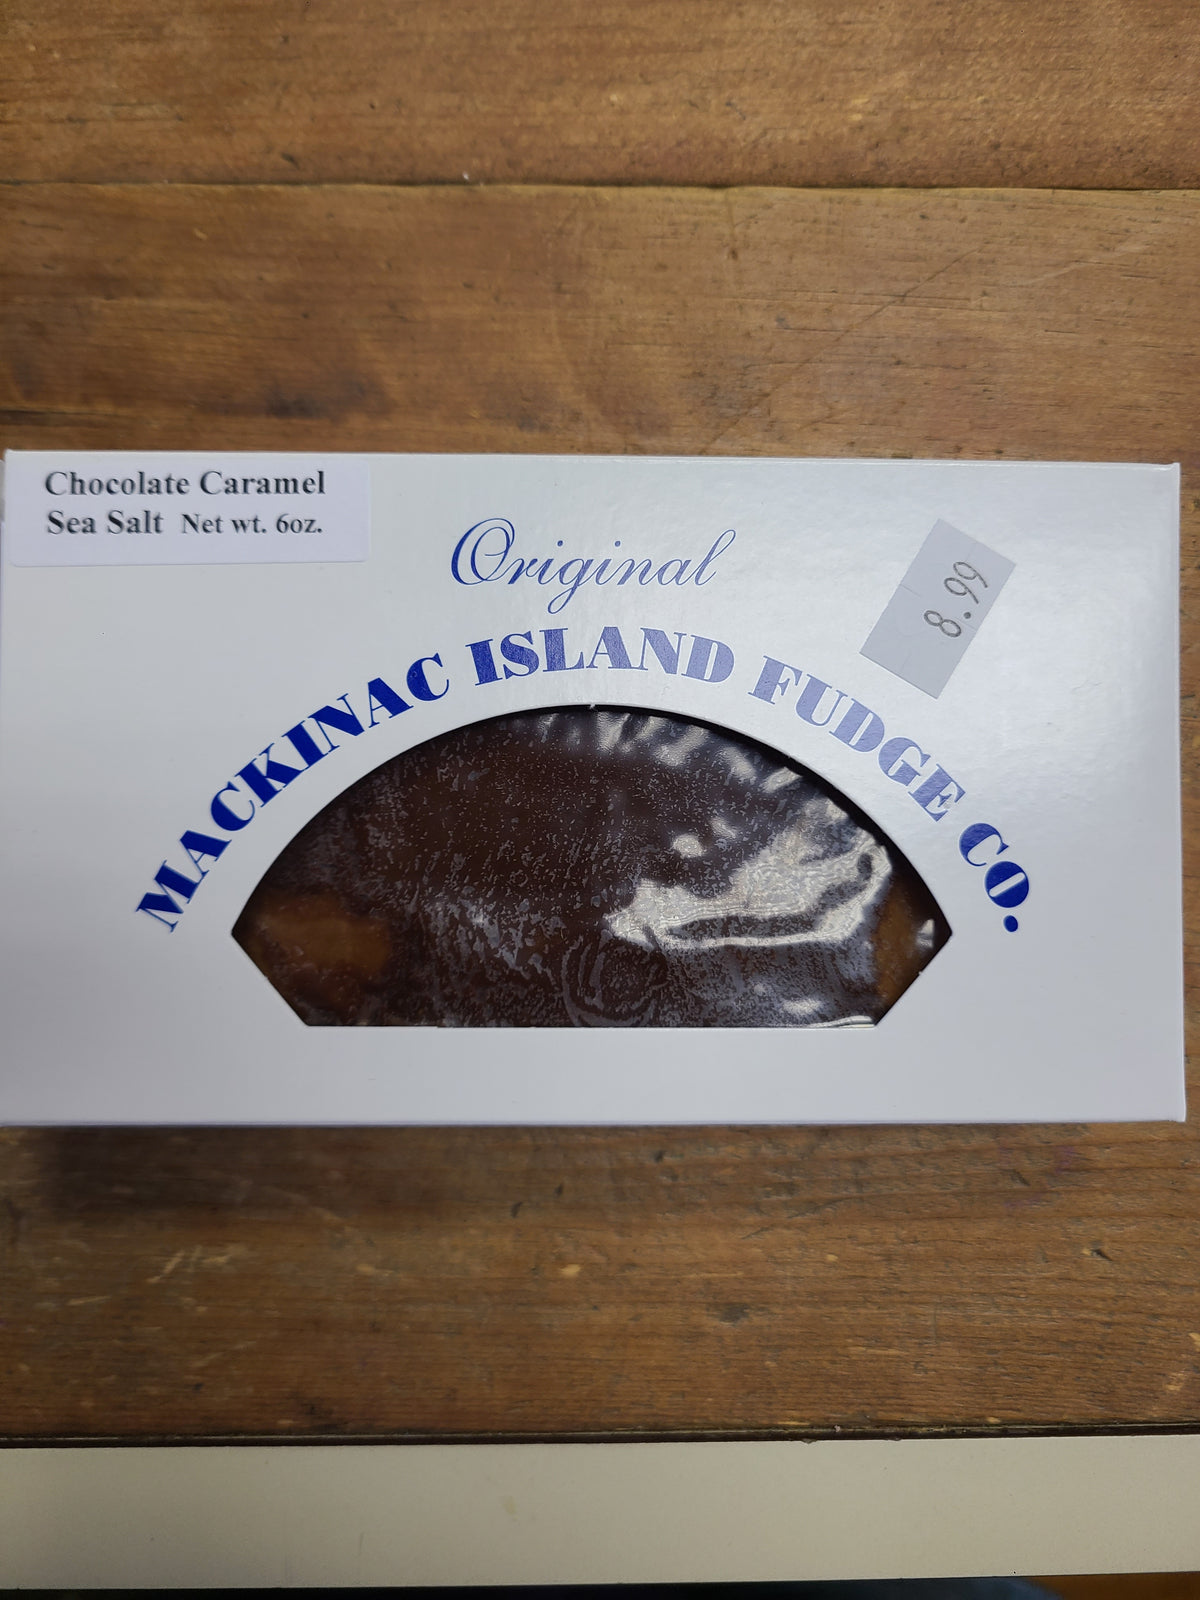 Chocolate Caramel
Sea Salt Net wt. 6oz.
Original
MACKINAC ISLAND FUDGE CO.
8.99